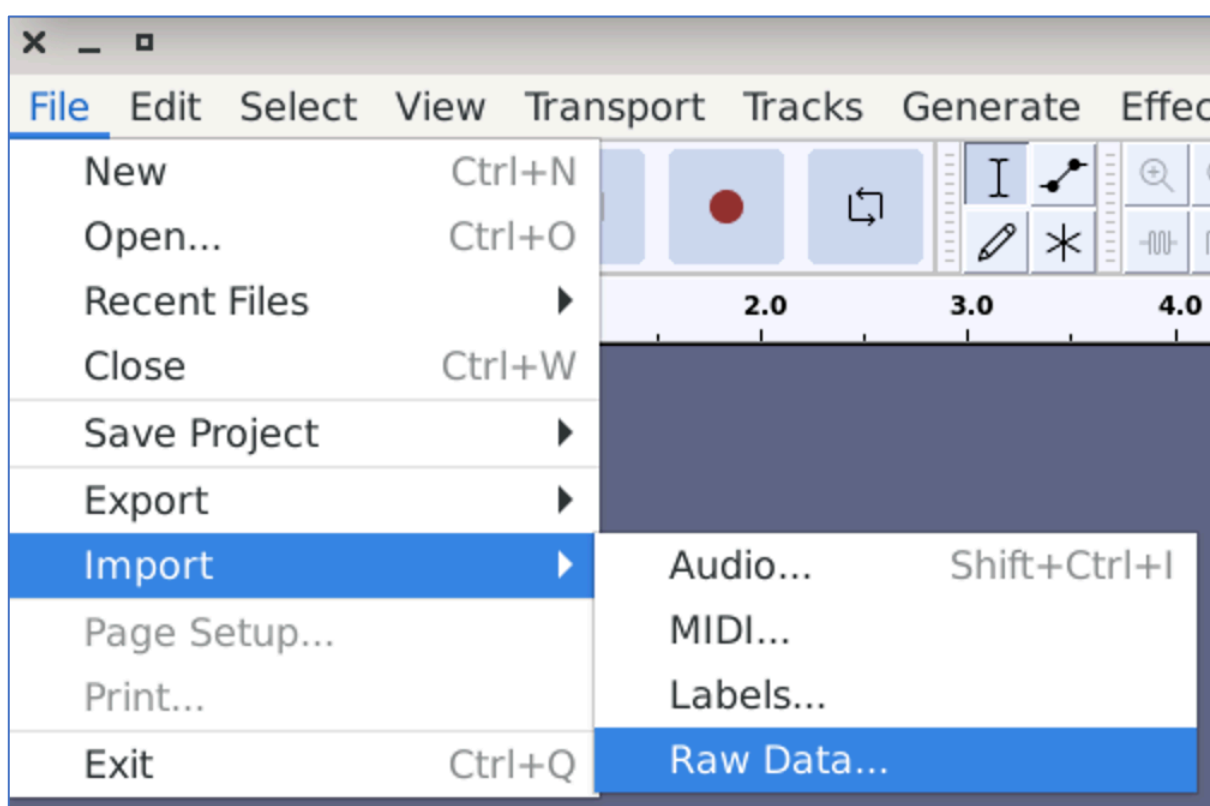 File Edit Select View Transport Tracks Generate Effec
New Ctrl+N
Open... Ctrl+O
Recent Files
2.0 3.0 4.0
Close Ctrl+W
Save Project
Export
Import
Audio... Shift+Ctrl+I
Page Setup...
MIDI...
Print...
Labels...
Exit Ctrl+Q
Raw Data...